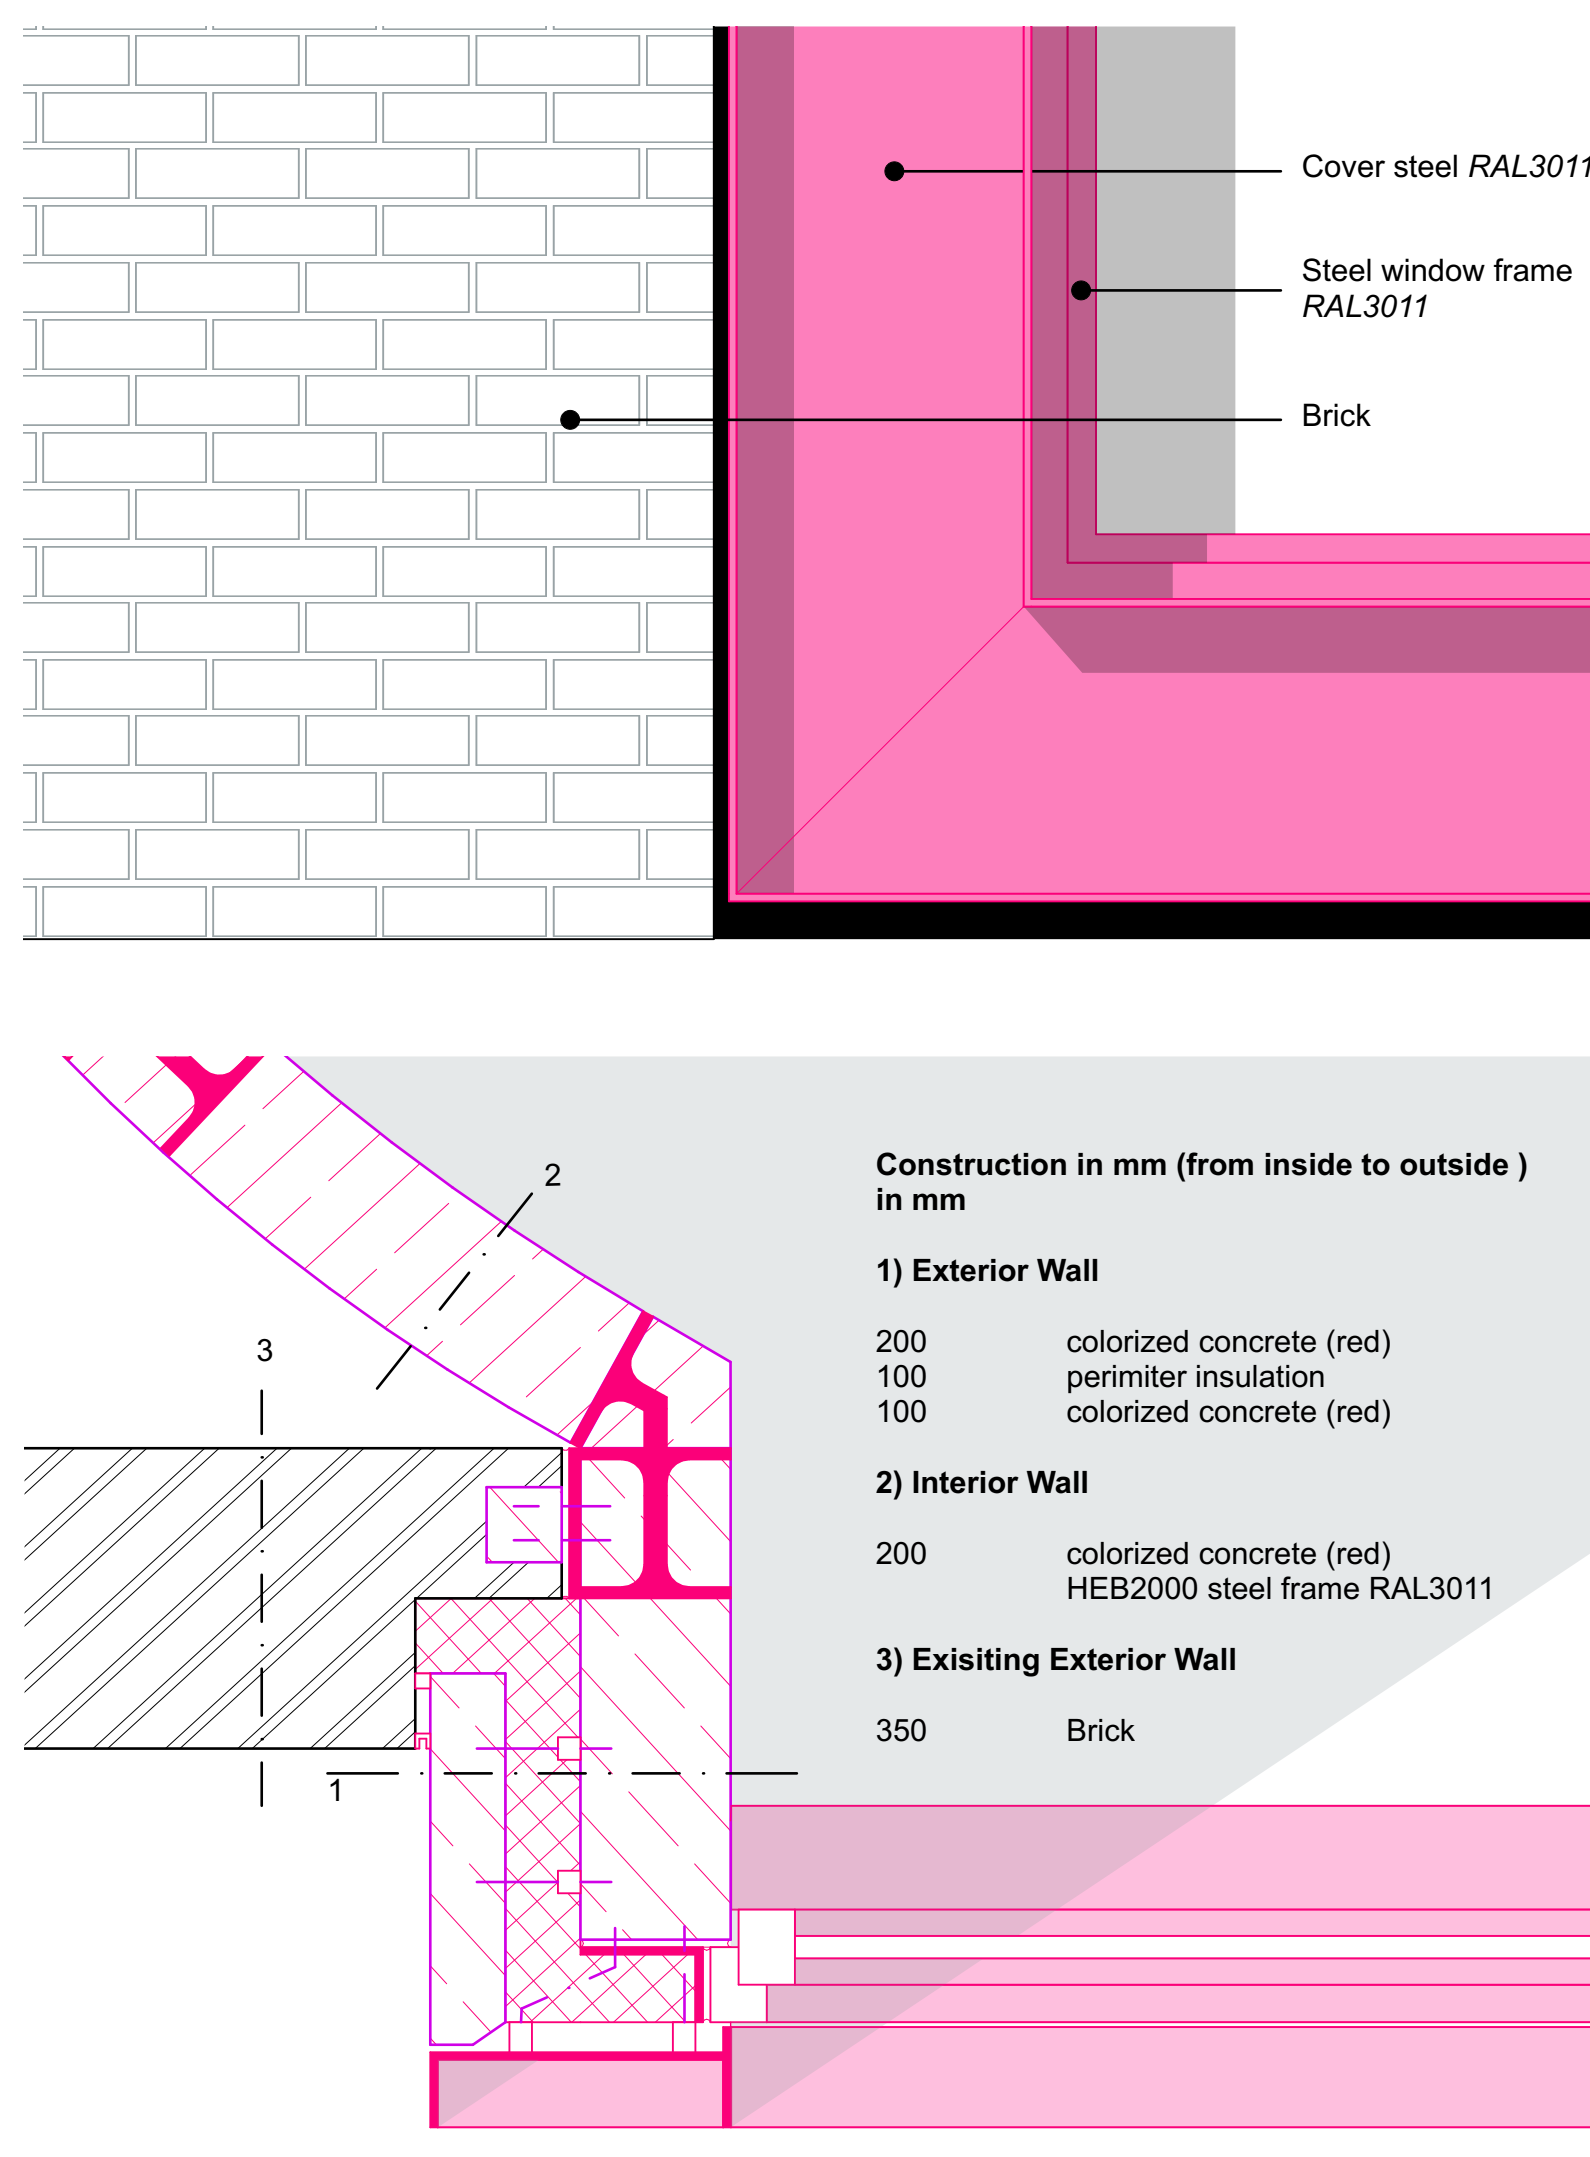 Cover steel RAL3011
Steel window frame
RAL3011
Brick
2
3
1
Construction in mm (from inside to outside )
in mm
1) Exterior Wall
200 colorized concrete (red)
100 perimiter insulation
100 colorized concrete (red)
2) Interior Wall
200 colorized concrete (red)
HEB2000 steel frame RAL3011
3) Exisiting Exterior Wall
350 Brick